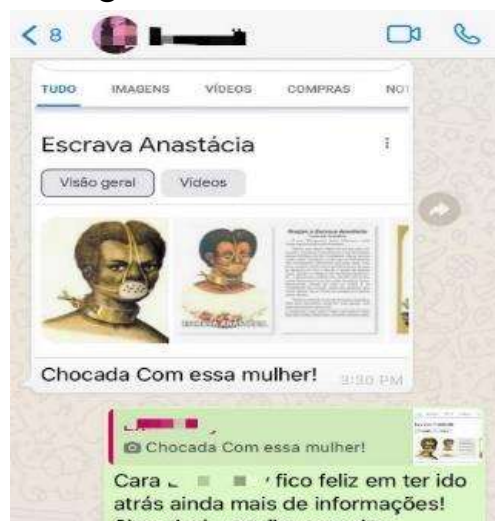 8
TUDO IMAGENS VÍDEOS COMPRAS
Escrava Anastácia
Visão geral Vídeos
ESCRAVA ANASTÁCIA
Chocada Com essa mulher! 3:30 PM
Chocada Com essa mulher!
Cara fico feliz em ter ido
atrás ainda mais de informações!